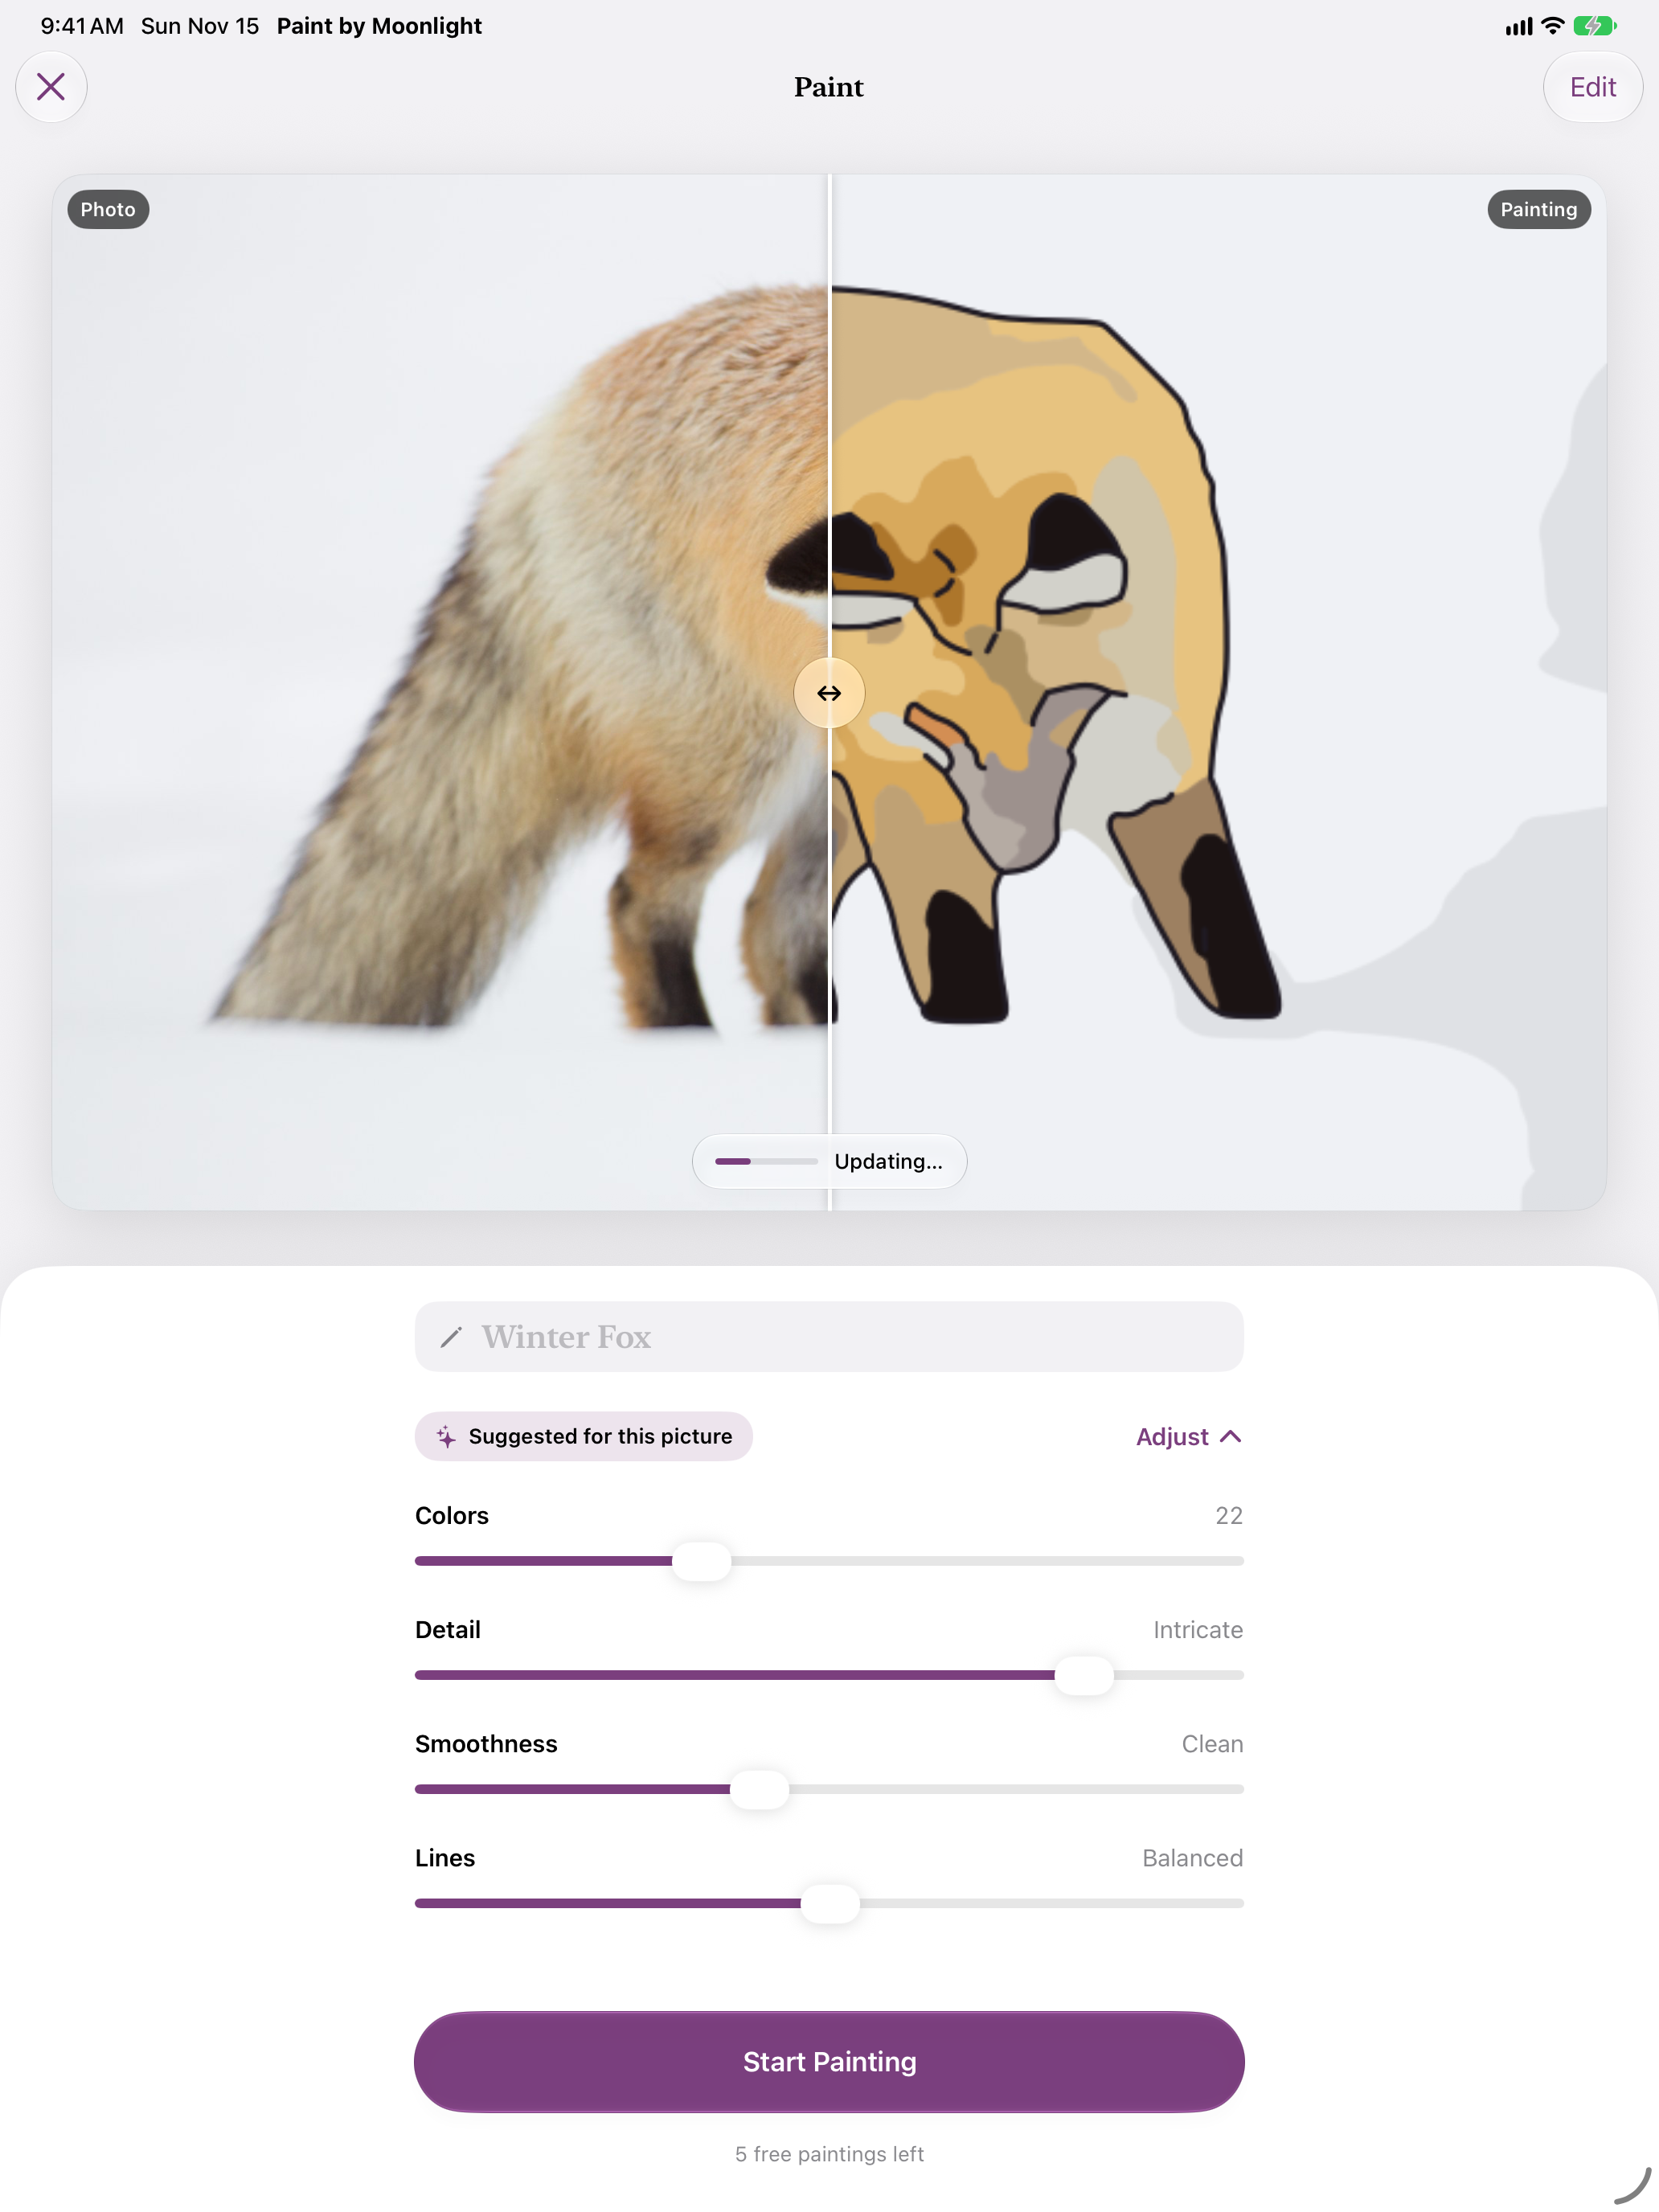 9:41 AM Sun Nov 15 Paint by Moonlight
Paint
Edit
Photo
Painting
Updating...
Winter Fox
Suggested for this picture
Adjust
Colors
22
Detail
Intricate
Smoothness
Clean
Lines
Balanced
Start Painting
5 free paintings left